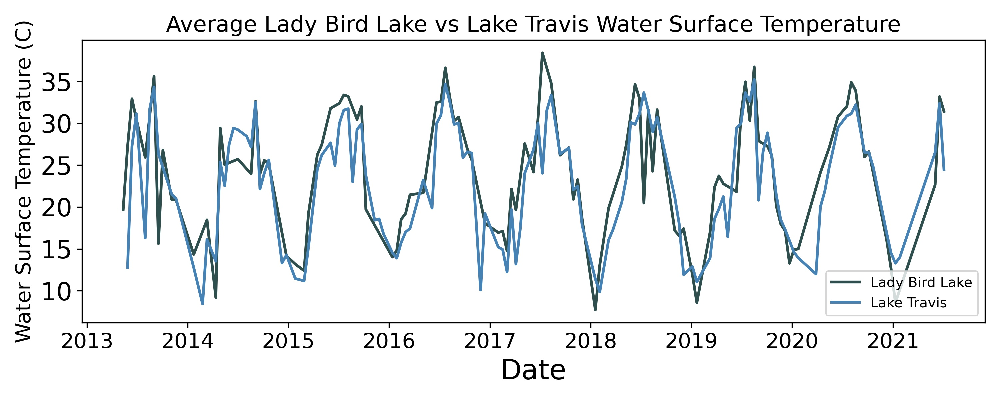 Average Lady Bird Lake vs Lake Travis Water Surface Temperature
Water Surface Temperature (C)
35
30
25
20
15
10
Lady Bird Lake
Lake Travis
2013 2014 2015 2016 2017 2018 2019 2020 2021
Date